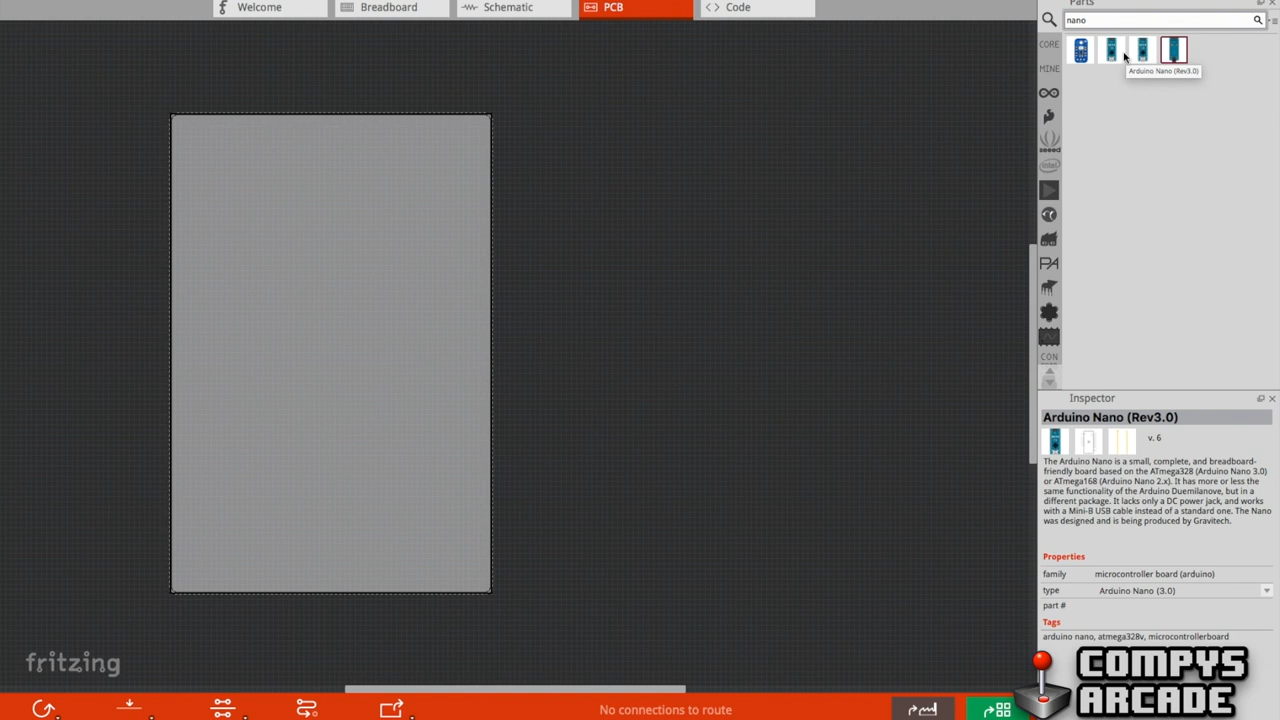 Welcome
Breadboard
Schematic
PCB
Code
Parts
nano
CORE
MINE
Arduino Nano (Rev3.0)
seeed
intel
PA
CON
Inspector
Arduino Nano (Rev3.0)
v. 6
The Arduino Nano is a small, complete, and breadboard-
friendly board based on the ATmega328 (Arduino Nano 3.0)
or ATmega168 (Arduino Nano 2.x). It has more or less the
same functionality of the Arduino Duemilanove, but in a
different package. It lacks only a DC power jack, and works
with a Mini-B USB cable instead of a standard one. The Nano
was designed and is being produced by Gravitech.
Properties
family microcontroller board (arduino)
type Arduino Nano (3.0)
part #
Tags
arduino nano, atmega328v, microcontrollerboard
fritzing
COMPYS
ARCADE
No connections to route